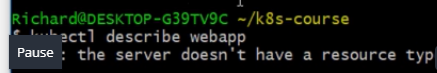 Richard@DESKTOP-G39TV9C ~/k8s-course
kubectl describe webapp
Pause
: the server doesn't have a resource typ